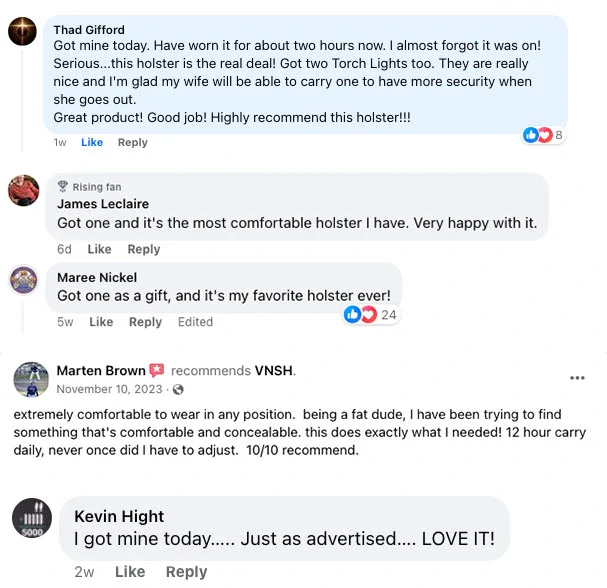 Thad Gifford
Got mine today. Have worn it for about two hours now. I almost forgot it was on!
Serious...this holster is the real deal! Got two Torch Lights too. They are really
nice and I'm glad my wife will be able to carry one to have more security when
she goes out.
Great product! Good job! Highly recommend this holster!!!
1w Like Reply 8
Rising fan
James Leclaire
Got one and it's the most comfortable holster I have. Very happy with it.
6d Like Reply
Maree Nickel
Got one as a gift, and it's my favorite holster ever!
5w Like Reply Edited 24
Marten Brown recommends VNSH.
November 10, 2023 ·
extremely comfortable to wear in any position. being a fat dude, I have been trying to find
something that's comfortable and concealable. this does exactly what I needed! 12 hour carry
daily, never once did I have to adjust. 10/10 recommend.
5000
Kevin Hight
I got mine today..... Just as advertised.... LOVE IT!
2w Like Reply